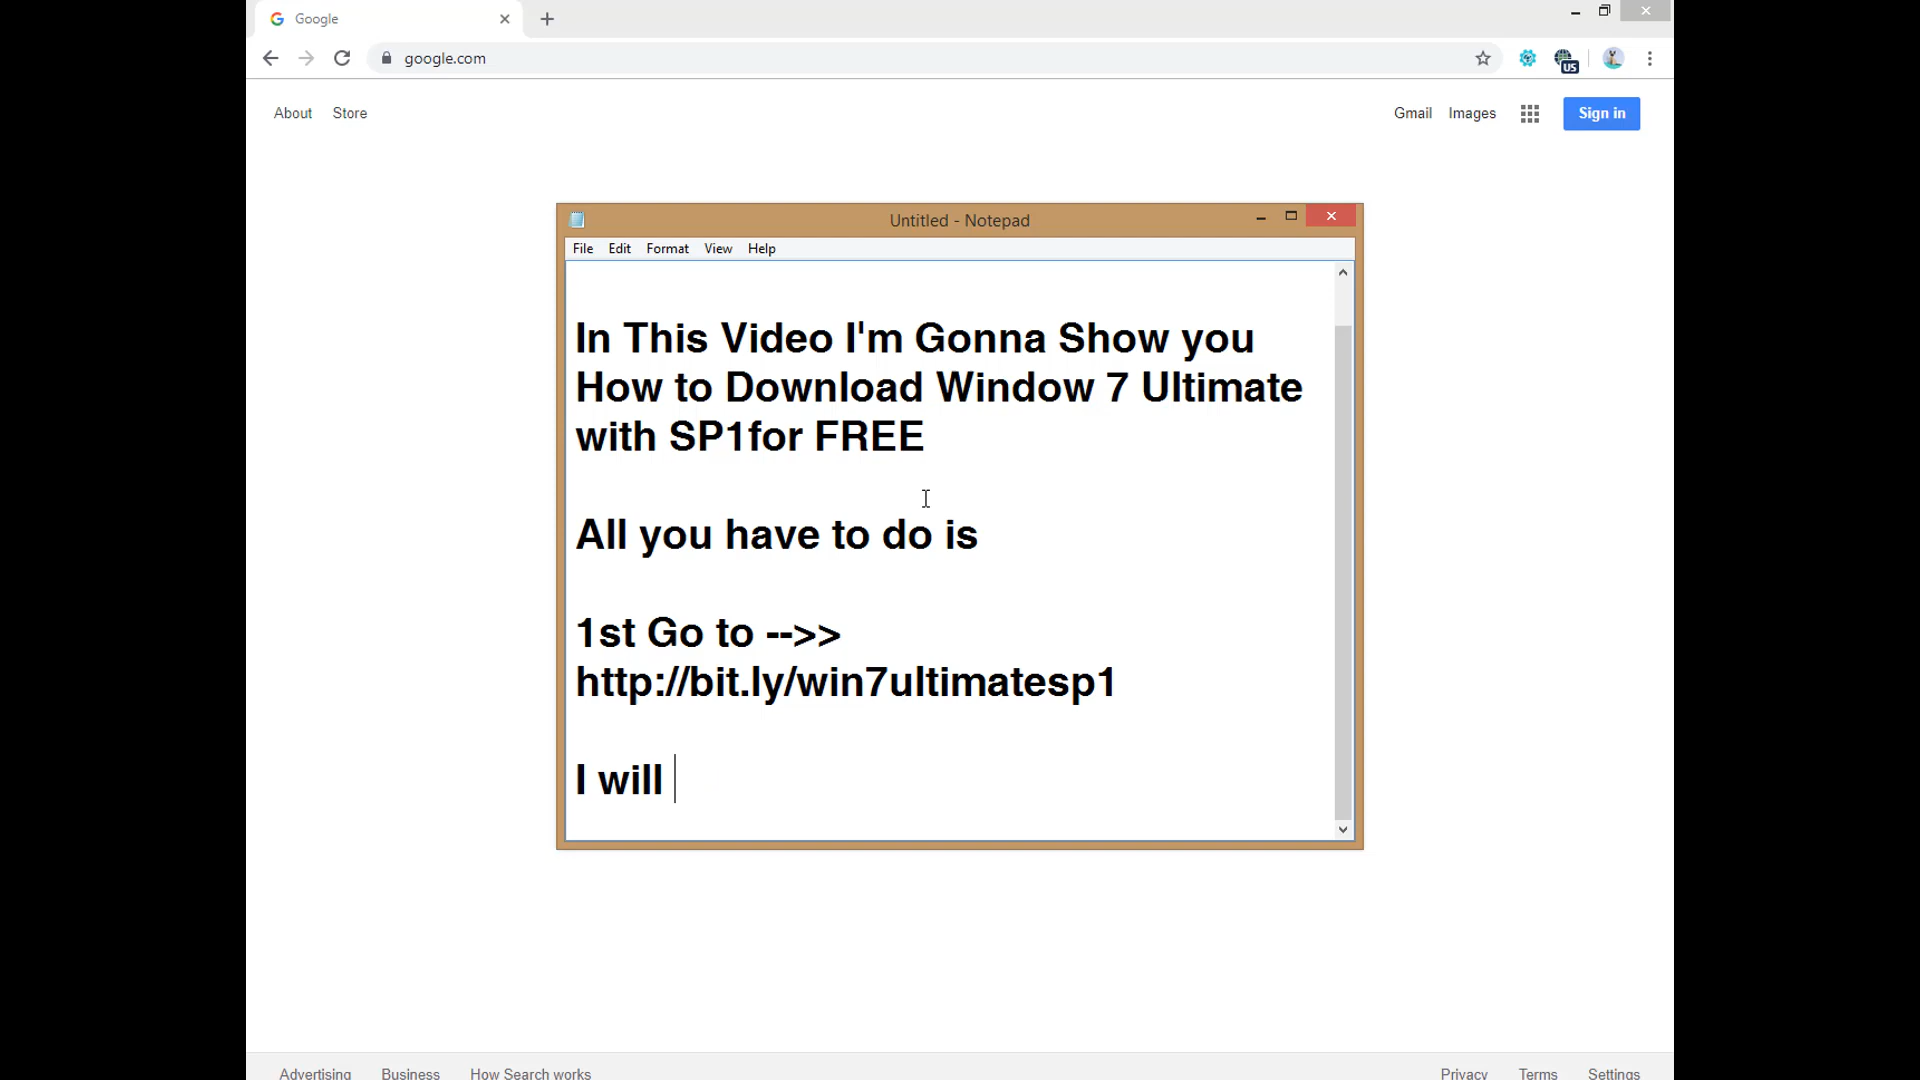 Google
google.com
US
About Store
Gmail Images
Sign in
Untitled - Notepad
File Edit Format View Help
In This Video I'm Gonna Show you
How to Download Window 7 Ultimate
with SP1for FREE
All you have to do is
1st Go to -->>
http://bit.ly/win7ultimatesp1
I will
Advertising Business How Search works
Privacy Terms Settings